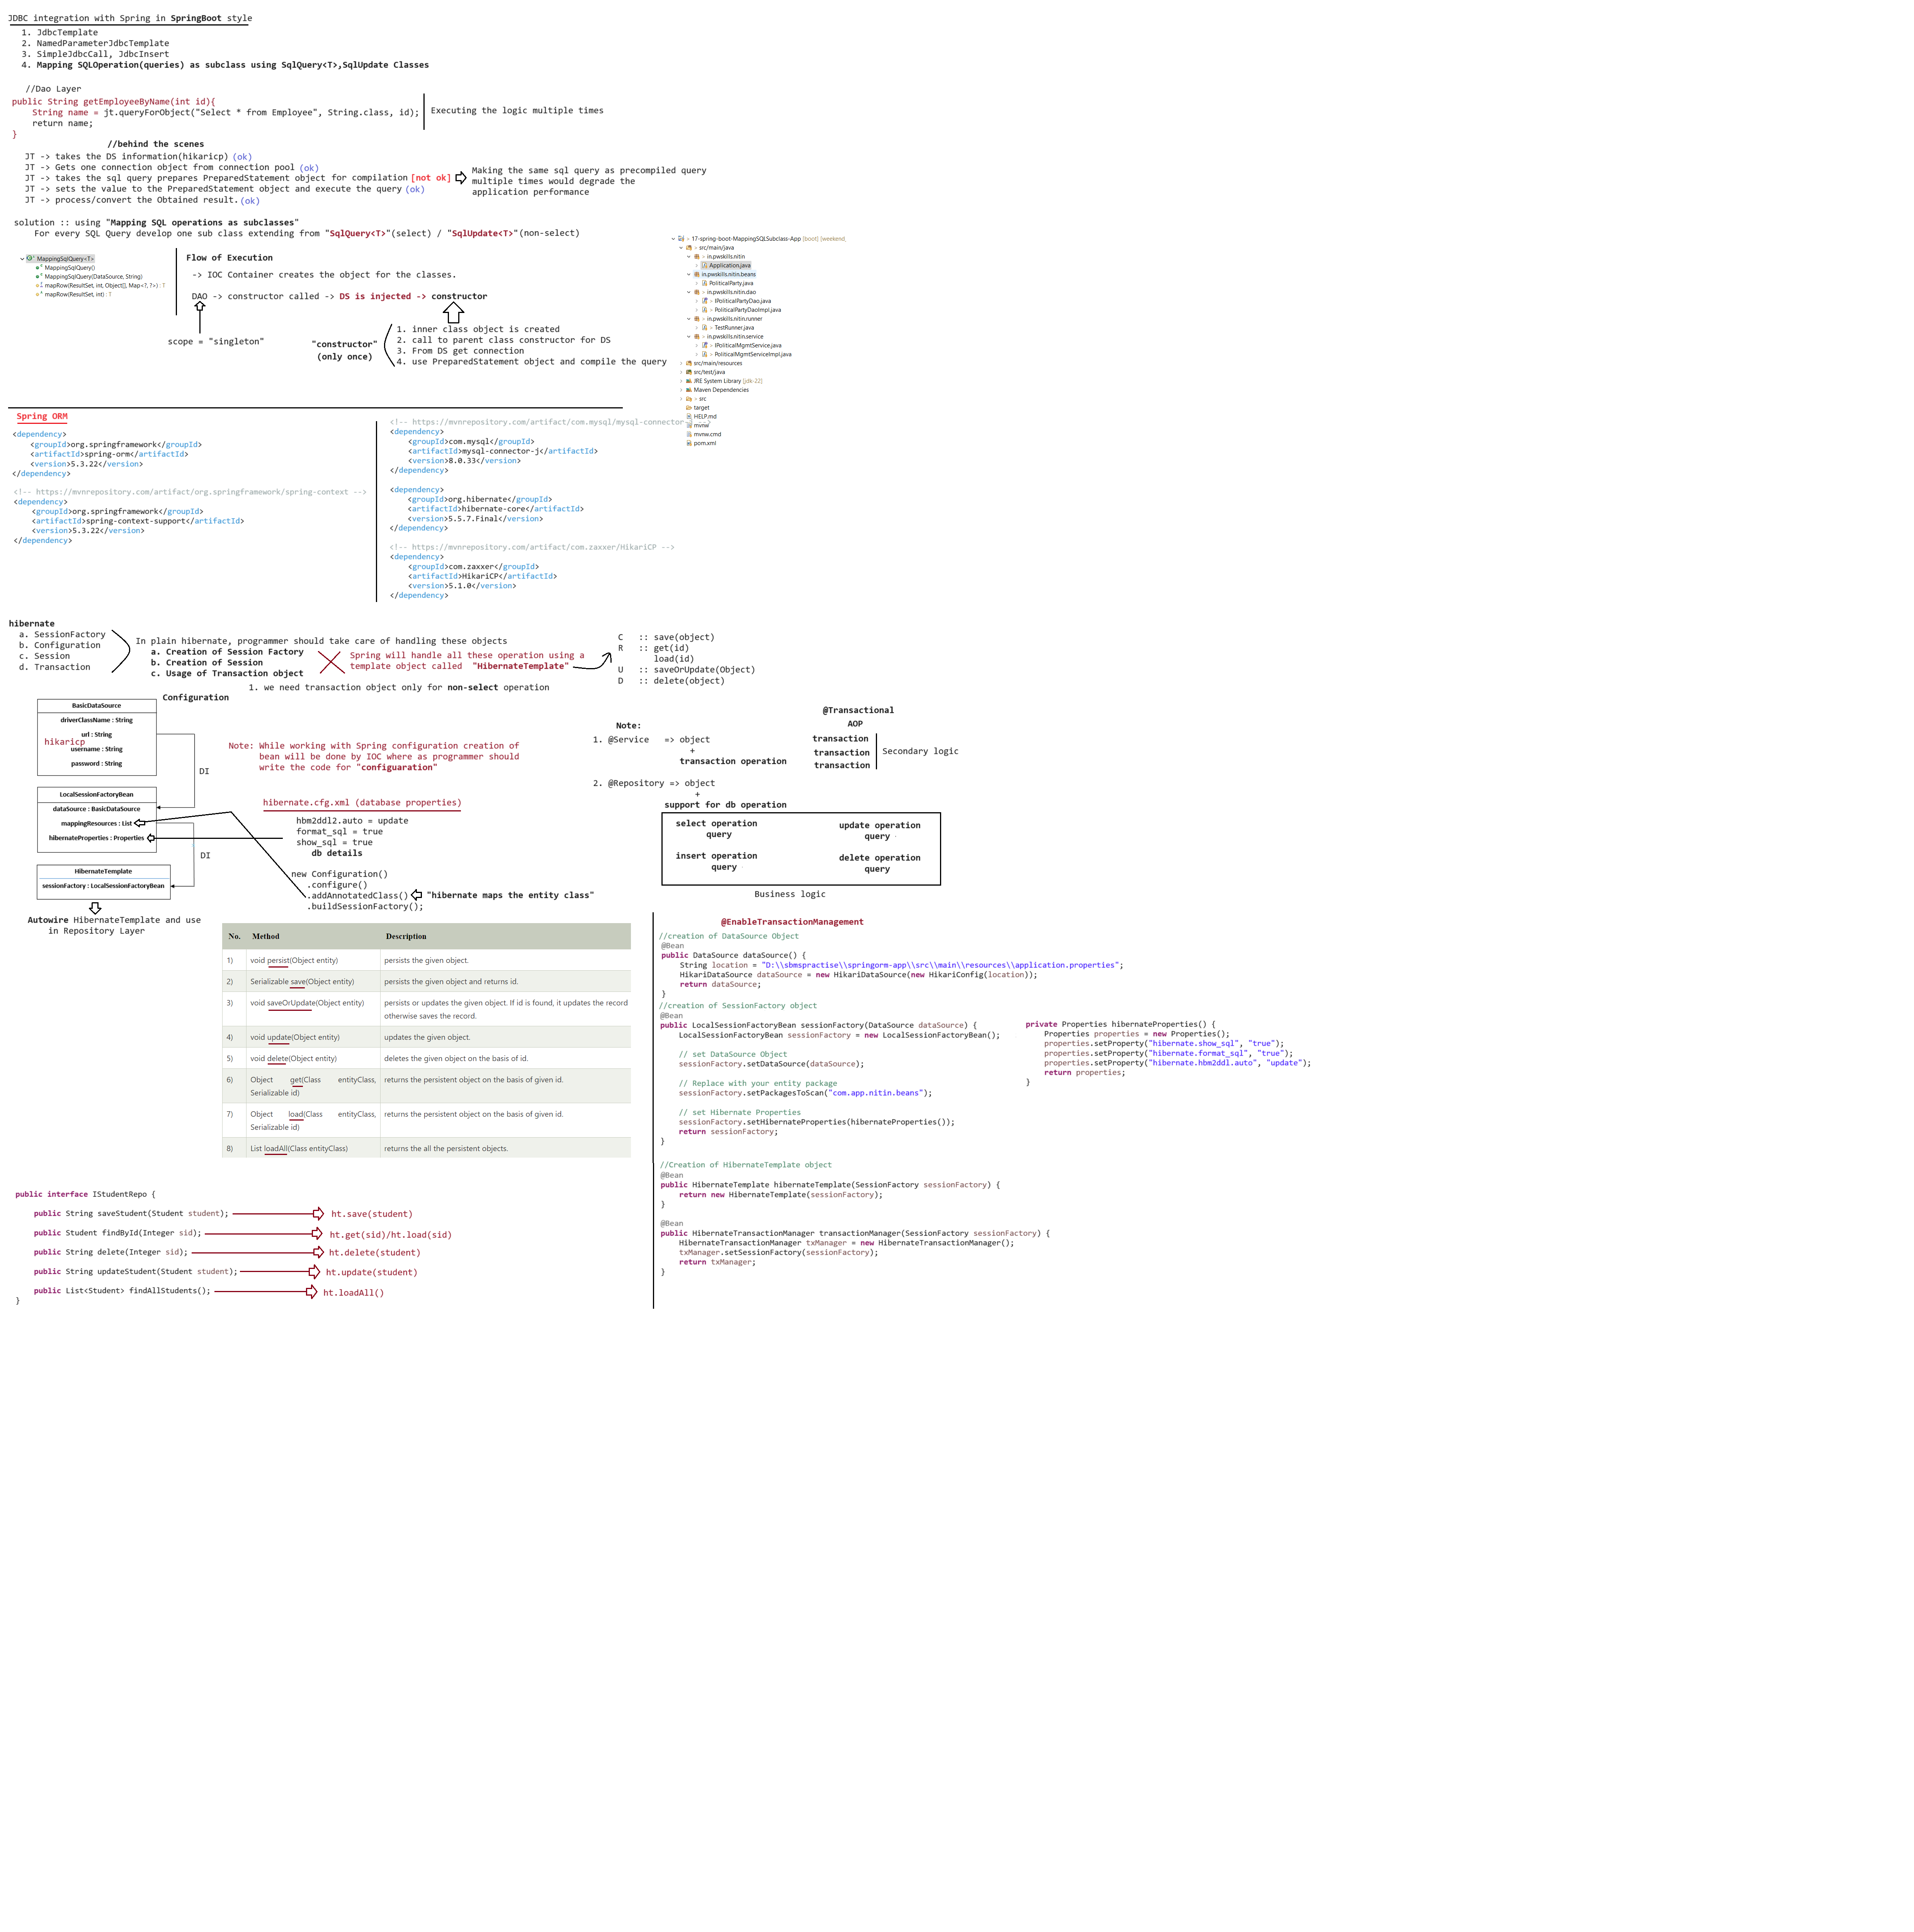 JDBC integration with Spring in SpringBoot style
1. JdbcTemplate
2. NamedParameterJdbcTemplate
3. SimpleJdbcCall, JdbcInsert
4. Mapping SQLOperation(queries) as subclass using SqlQuery<T>,SqlUpdate Classes
//Dao Layer
public String getEmployeeByName(int id){
String name = jt.queryForObject("Select * from Employee", String.class, id);
return name;
}
Executing the logic multiple times
//behind the scenes
JT -> takes the DS information(hikaricp) (ok)
JT -> Gets one connection object from connection pool (ok)
JT -> takes the sql query prepares PreparedStatement object for compilation [not ok]
JT -> sets the value to the PreparedStatement object and execute the query (ok)
JT -> process/convert the Obtained result. (ok)
Making the same sql query as precompiled query
multiple times would degrade the
application performance
solution :: using "Mapping SQL operations as subclasses"
For every SQL Query develop one sub class extending from "SqlQuery<T>"(select) / "SqlUpdate<T>"(non-select)
MappingSqlQuery<T>
MappingSqlQuery()
MappingSqlQuery(DataSource, String)
mapRow(ResultSet, int, Object[], Map<?, ?>) : T
mapRow(ResultSet, int) : T
Flow of Execution
-> IOC Container creates the object for the classes.
DAO -> constructor called -> DS is injected -> constructor
scope = "singleton"
"constructor"
(only once)
1. inner class object is created
2. call to parent class constructor for DS
3. From DS get connection
4. use PreparedStatement object and compile the query
> 17-spring-boot-MappingSQLSubclass-App [boot] [weekend
> src/main/java
> in.pwskills.nitin
> Application.java
in.pwskills.nitin.beans
PoliticalParty.java
> in.pwskills.nitin.dao
> IPoliticalPartyDao.java
> PoliticalPartyDaoImpl.java
> in.pwskills.nitin.runner
> TestRunner.java
> in.pwskills.nitin.service
> IPoliticalMgmtService.java
> PoliticalMgmtServiceImpl.java
src/main/resources
src/test/java
JRE System Library [jdk-22]
Maven Dependencies
> src
target
HELP.md
mvnw
mvnw.cmd
pom.xml
Spring ORM
<dependency>
<groupId>org.springframework</groupId>
<artifactId>spring-orm</artifactId>
<version>5.3.22</version>
</dependency>
<!-- https://mvnrepository.com/artifact/org.springframework/spring-context -->
<dependency>
<groupId>org.springframework</groupId>
<artifactId>spring-context-support</artifactId>
<version>5.3.22</version>
</dependency>
<!-- https://mvnrepository.com/artifact/com.mysql/mysql-connector-j -->
<dependency>
<groupId>com.mysql</groupId>
<artifactId>mysql-connector-j</artifactId>
<version>8.0.33</version>
</dependency>
<dependency>
<groupId>org.hibernate</groupId>
<artifactId>hibernate-core</artifactId>
<version>5.5.7.Final</version>
</dependency>
<!-- https://mvnrepository.com/artifact/com.zaxxer/HikariCP -->
<dependency>
<groupId>com.zaxxer</groupId>
<artifactId>HikariCP</artifactId>
<version>5.1.0</version>
</dependency>
hibernate
a. SessionFactory
b. Configuration
c. Session
d. Transaction
In plain hibernate, programmer should take care of handling these objects
a. Creation of Session Factory
b. Creation of Session
c. Usage of Transaction object
Spring will handle all these operation using a
template object called "HibernateTemplate"
C :: save(object)
R :: get(id)
load(id)
U :: saveOrUpdate(Object)
D :: delete(object)
1. we need transaction object only for non-select operation
Configuration
BasicDataSource
driverClassName : String
url : String
hikaricp
username : String
password : String
DI
LocalSessionFactoryBean
dataSource : BasicDataSource
mappingResources : List
hibernateProperties : Properties
DI
HibernateTemplate
sessionFactory : LocalSessionFactoryBean
Autowire HibernateTemplate and use
in Repository Layer
Note: While working with Spring configuration creation of
bean will be done by IOC where as programmer should
write the code for "configuaration"
hibernate.cfg.xml (database properties)
hbm2ddl2.auto = update
format_sql = true
show_sql = true
db details
new Configuration()
.configure()
.addAnnotatedClass()
.buildSessionFactory();
"hibernate maps the entity class"
Note:
1. @Service => object
+
transaction operation
2. @Repository => object
+
support for db operation
@Transactional
AOP
transaction
transaction
transaction
Secondary logic
select operation
query
update operation
query
insert operation
query
delete operation
query
Business logic
No. Method Description
1) void persist(Object entity) persists the given object.
2) Serializable save(Object entity) persists the given object and returns id.
3) void saveOrUpdate(Object entity) persists or updates the given object. If id is found, it updates the record
otherwise saves the record.
4) void update(Object entity) updates the given object.
5) void delete(Object entity) deletes the given object on the basis of id.
6) Object get(Class entityClass, returns the persistent object on the basis of given id.
Serializable id)
7) Object load(Class entityClass, returns the persistent object on the basis of given id.
Serializable id)
8) List loadAll(Class entityClass) returns the all the persistent objects.
@EnableTransactionManagement
//creation of DataSource Object
@Bean
public DataSource dataSource() {
String location = "D:\\sbmspractise\\springorm-app\\src\\main\\resources\\application.properties";
HikariDataSource dataSource = new HikariDataSource(new HikariConfig(location));
return dataSource;
}
//creation of SessionFactory object
@Bean
public LocalSessionFactoryBean sessionFactory(DataSource dataSource) {
LocalSessionFactoryBean sessionFactory = new LocalSessionFactoryBean();
// set DataSource Object
sessionFactory.setDataSource(dataSource);
// Replace with your entity package
sessionFactory.setPackagesToScan("com.app.nitin.beans");
// set Hibernate Properties
sessionFactory.setHibernateProperties(hibernateProperties());
return sessionFactory;
}
private Properties hibernateProperties() {
Properties properties = new Properties();
properties.setProperty("hibernate.show_sql", "true");
properties.setProperty("hibernate.format_sql", "true");
properties.setProperty("hibernate.hbm2ddl.auto", "update");
return properties;
}
//Creation of HibernateTemplate object
@Bean
public HibernateTemplate hibernateTemplate(SessionFactory sessionFactory) {
return new HibernateTemplate(sessionFactory);
}
@Bean
public HibernateTransactionManager transactionManager(SessionFactory sessionFactory) {
HibernateTransactionManager txManager = new HibernateTransactionManager();
txManager.setSessionFactory(sessionFactory);
return txManager;
}
public interface IStudentRepo {
public String saveStudent(Student student); ht.save(student)
public Student findById(Integer sid); ht.get(sid)/ht.load(sid)
public String delete(Integer sid); ht.delete(student)
public String updateStudent(Student student); ht.update(student)
public List<Student> findAllStudents(); ht.loadAll()
}